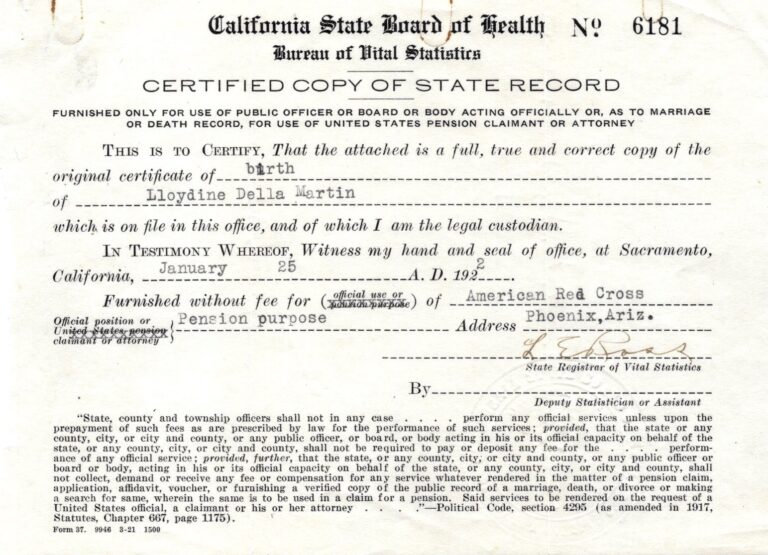 California State Board of Health No 6181
Bureau of Vital Statistics
CERTIFIED COPY OF STATE RECORD
FURNISHED ONLY FOR USE OF PUBLIC OFFICER OR BOARD OR BODY ACTING OFFICIALLY OR, AS TO MARRIAGE
OR DEATH RECORD, FOR USE OF UNITED STATES PENSION CLAIMANT OR ATTORNEY
THIS IS TO CERTIFY, That the attached is a full, true and correct copy of the
original certificate of birth
of Lloydine Della Martin
which is on file in this office, and of which I am the legal custodian.
IN TESTIMONY WHEREOF, Witness my hand and seal of office, at Sacramento,
California, January 25 A. D. 1922
Furnished without fee for (official use or pension purpose) of American Red Cross
Official position or
United States pension
claimant or attorney } Pension purpose Address Phoenix,Ariz.
L E Ross
State Registrar of Vital Statistics
By
Deputy Statistician or Assistant
"State, county and township officers shall not in any case . . . . perform any official services unless upon the
prepayment of such fees as are prescribed by law for the performance of such services; provided, that the state or any
county, city, or city and county, or any public officer, or board, or body acting in his or its official capacity on behalf of the
state, or any county, city, or city and county, shall not be required to pay or deposit any fee for the . . . . perform-
ance of any official service; provided, further, that the state, or any county, city, or city and county, or any public officer or
board or body, acting in his or its official capacity on behalf of the state, or any county, city, or city and county, shall
not collect, demand or receive any fee or compensation for any service whatever rendered in the matter of a pension claim,
application, affidavit, voucher, or furnishing a verified copy of the public record of a marriage, death, or divorce or making
a search for same, wherein the same is to be used in a claim for a pension. Said services to be rendered on the request of a
United States official, a claimant or his or her attorney . . . ."—Political Code, section 4295 (as amended in 1917,
Statutes, Chapter 667, page 1175).
Form 37. 9946 3-21 1500